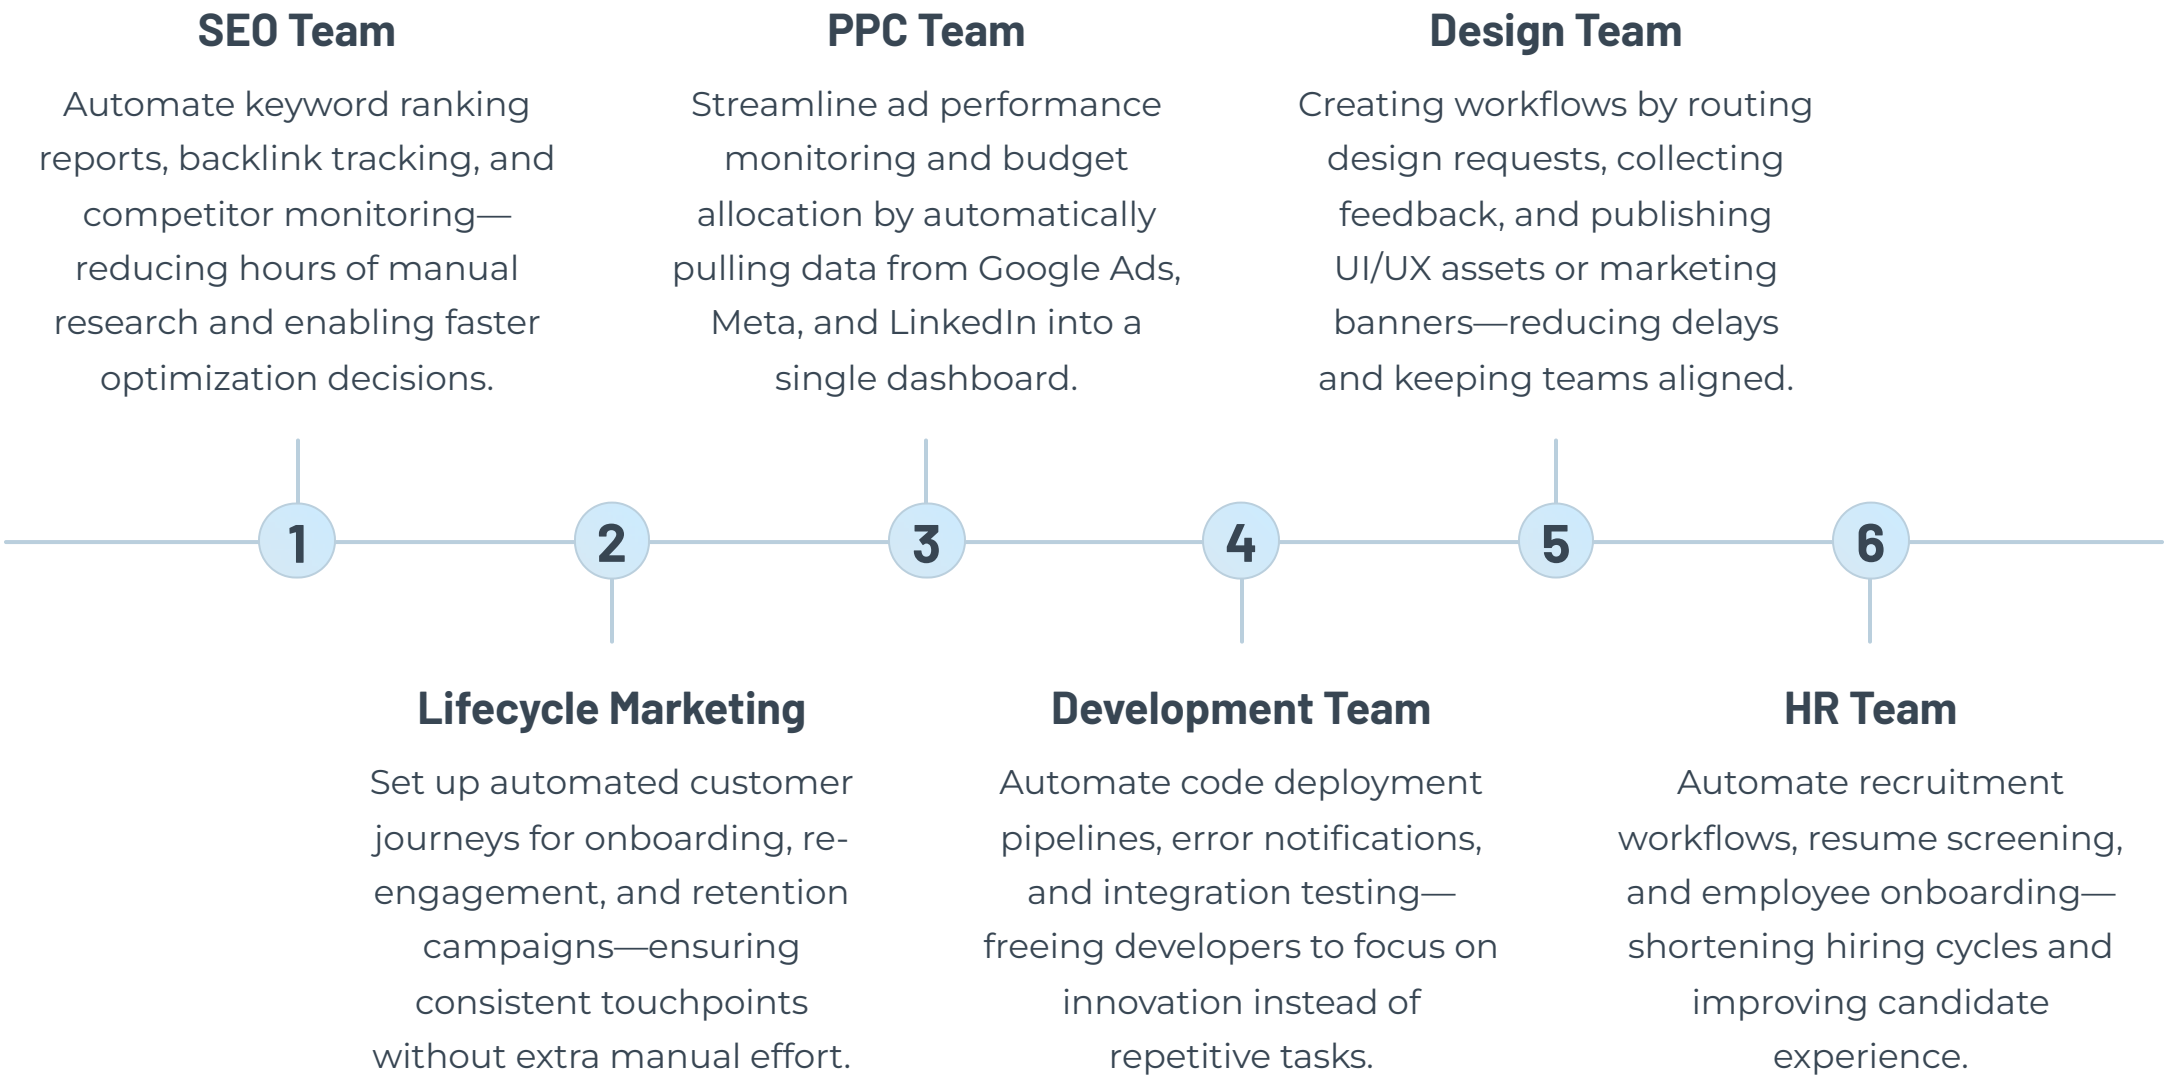 SEO Team
Automate keyword ranking
reports, backlink tracking, and
competitor monitoring—
reducing hours of manual
research and enabling faster
optimization decisions.
PPC Team
Streamline ad performance
monitoring and budget
allocation by automatically
pulling data from Google Ads,
Meta, and LinkedIn into a
single dashboard.
Design Team
Creating workflows by routing
design requests, collecting
feedback, and publishing
UI/UX assets or marketing
banners—reducing delays
and keeping teams aligned.
1
2
3
4
5
6
Lifecycle Marketing
Set up automated customer
journeys for onboarding, re-
engagement, and retention
campaigns—ensuring
consistent touchpoints
without extra manual effort.
Development Team
Automate code deployment
pipelines, error notifications,
and integration testing—
freeing developers to focus on
innovation instead of
repetitive tasks.
HR Team
Automate recruitment
workflows, resume screening,
and employee onboarding—
shortening hiring cycles and
improving candidate
experience.